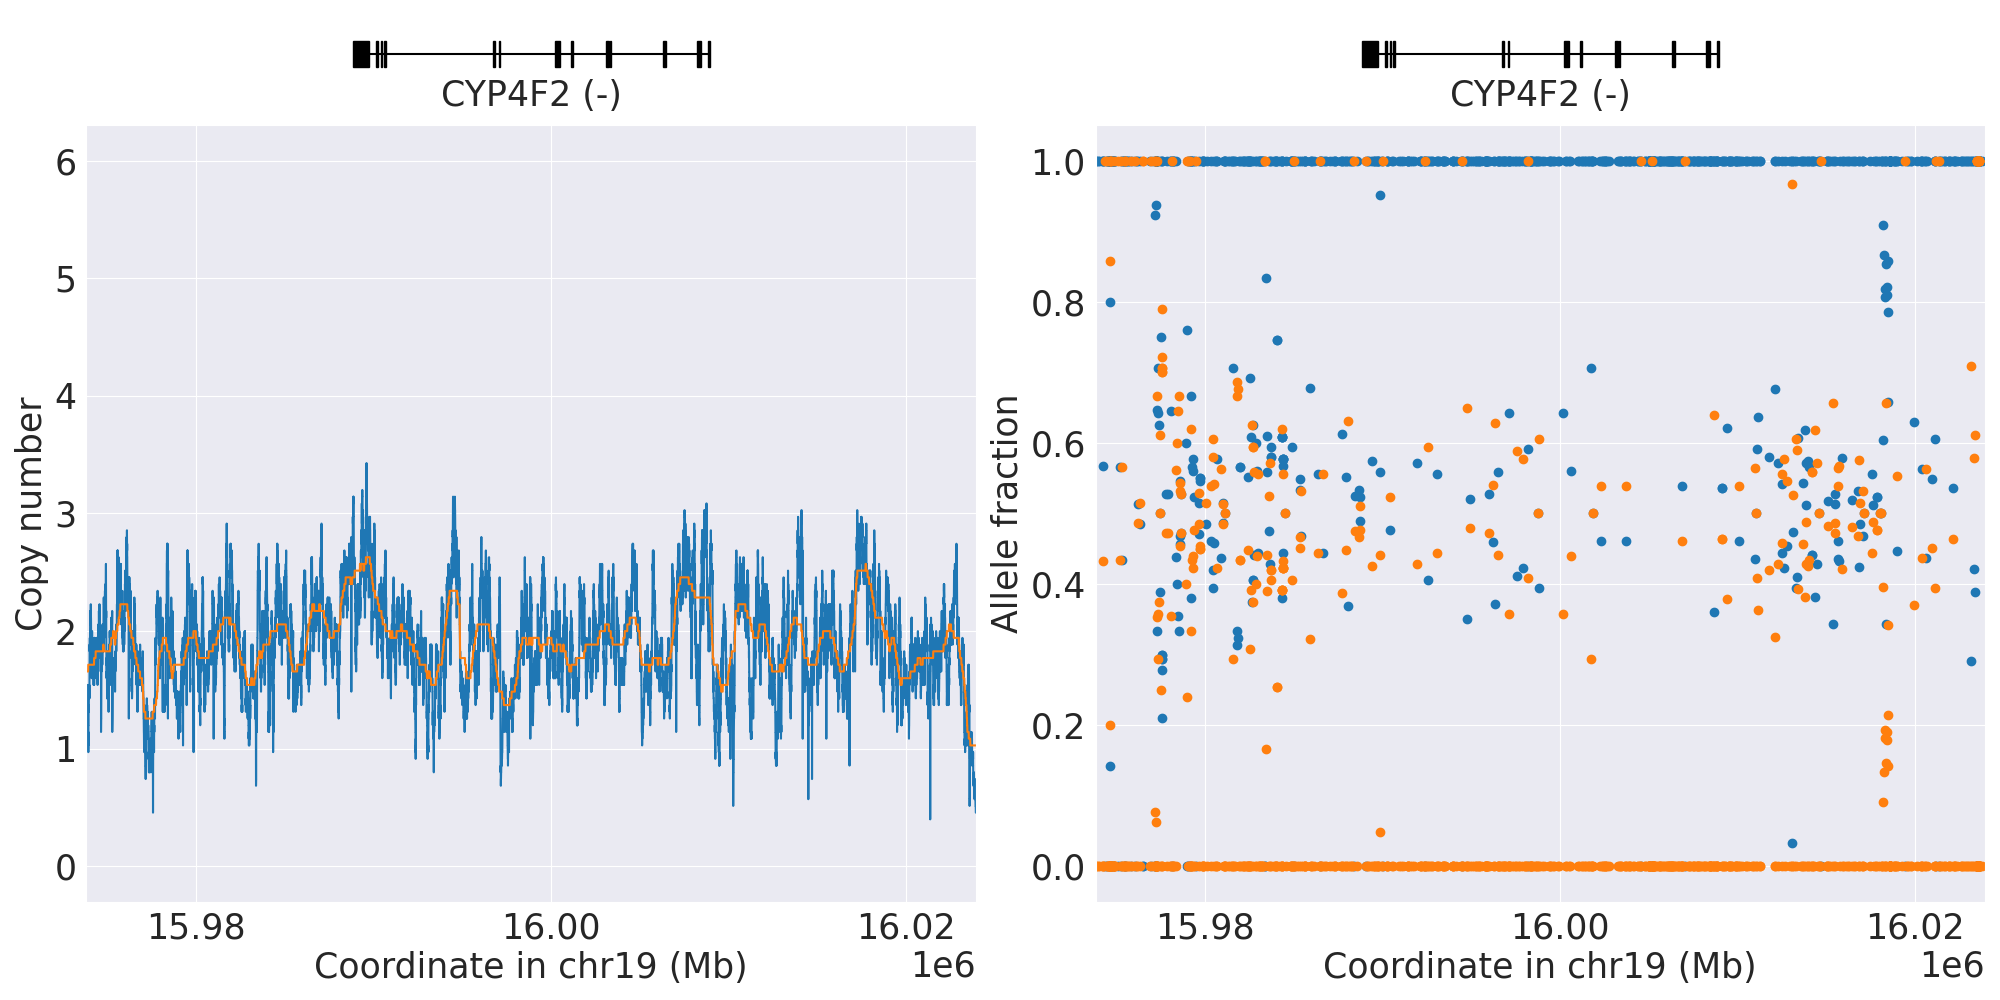 CYP4F2 (-)
Copy number
6
5
4
3
2
1
0
15.98
16.00
16.02
Coordinate in chr19 (Mb)
1e6
CYP4F2 (-)
Allele fraction
1.0
0.8
0.6
0.4
0.2
0.0
15.98
16.00
16.02
Coordinate in chr19 (Mb)
1e6